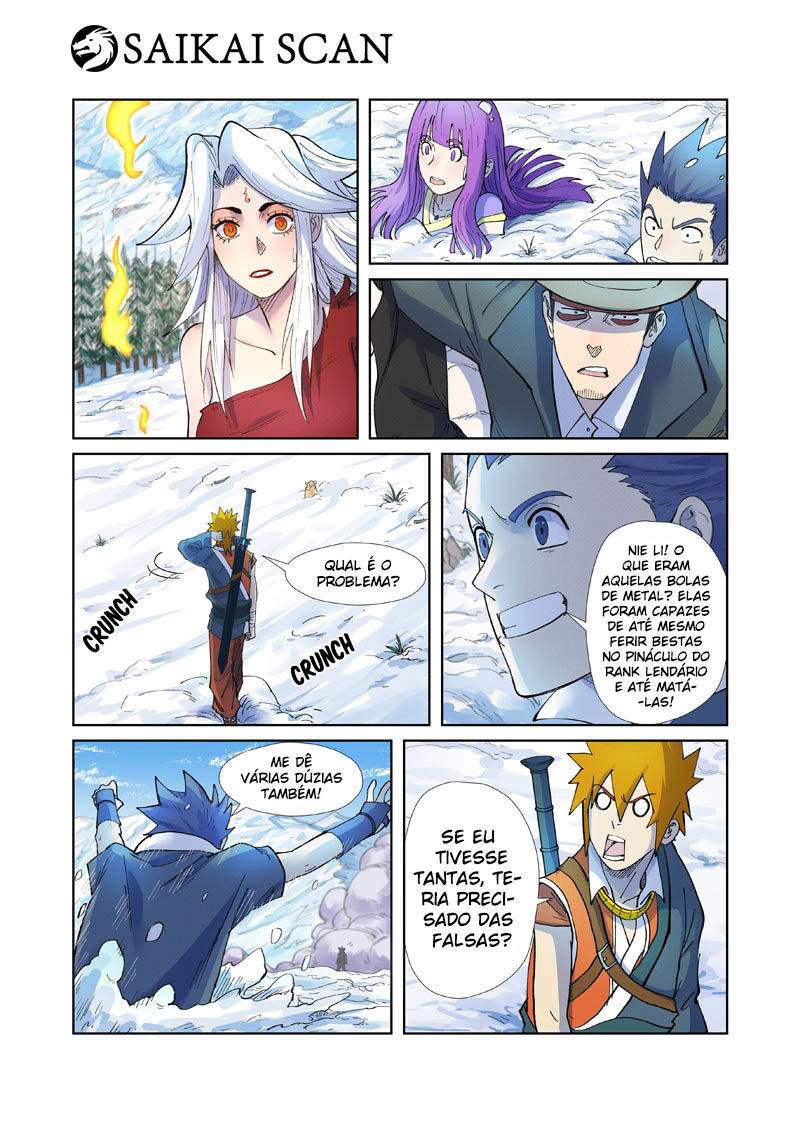 SAIKAI SCAN
QUAL É O
PROBLEMA?
CRUNCH
CRUNCH
NIE LI! O
QUE ERAM
AQUELAS BOLAS
DE METAL? ELAS
FORAM CAPAZES
DE ATÉ MESMO
FERIR BESTAS
NO PINÁCULO DO
RANK LENDÁRIO
E ATÉ MATÁ-
-LAS!
ME DÊ
VÁRIAS DÚZIAS
TAMBÉM!
SE EU
TIVESSE
TANTAS, TE-
RIA PRECI-
SADO DAS
FALSAS?